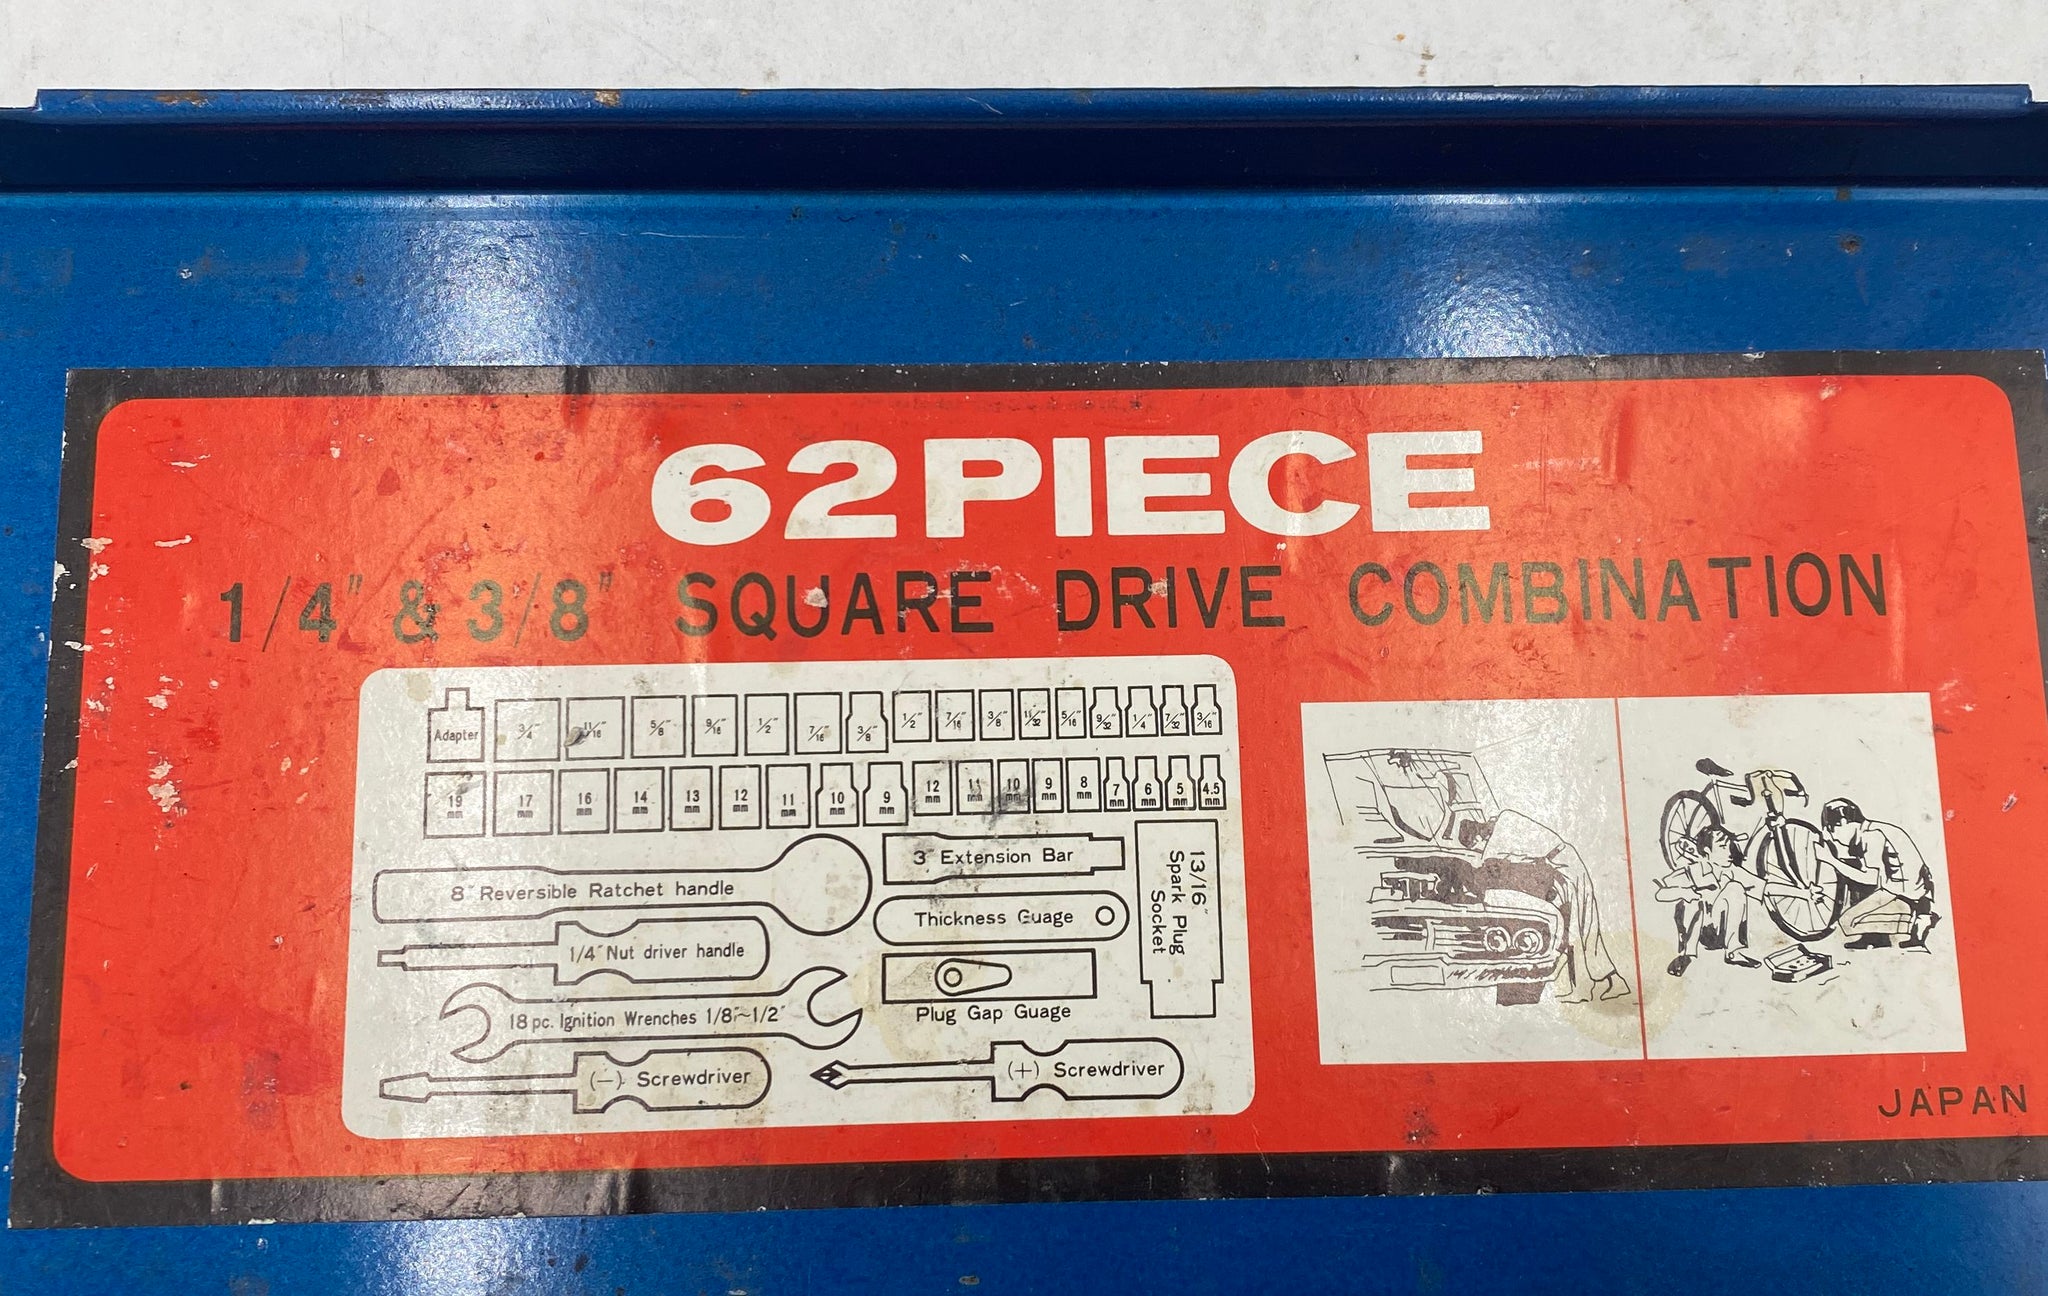 62 PIECE
1/4" & 3/8" SQUARE DRIVE COMBINATION
Adapter 3/4" 11/16" 5/8" 9/16" 1/2" 7/16" 3/8" 1/2" 7/16" 3/8" 11/32" 5/16" 9/32" 1/4" 7/32" 3/16"
19 mm 17 mm 16 mm 14 mm 13 mm 12 mm 11 mm 10 mm 9 mm 12 mm 11 mm 10 mm 9 mm 8 mm 7 mm 6 mm 5 mm 4.5 mm
8" Reversible Ratchet handle
3" Extension Bar
13/16"
Spark Plug
Socket
Thickness Guage
1/4" Nut driver handle
Plug Gap Guage
18 pc. Ignition Wrenches 1/8"~1/2"
(−) Screwdriver
(+) Screwdriver
JAPAN